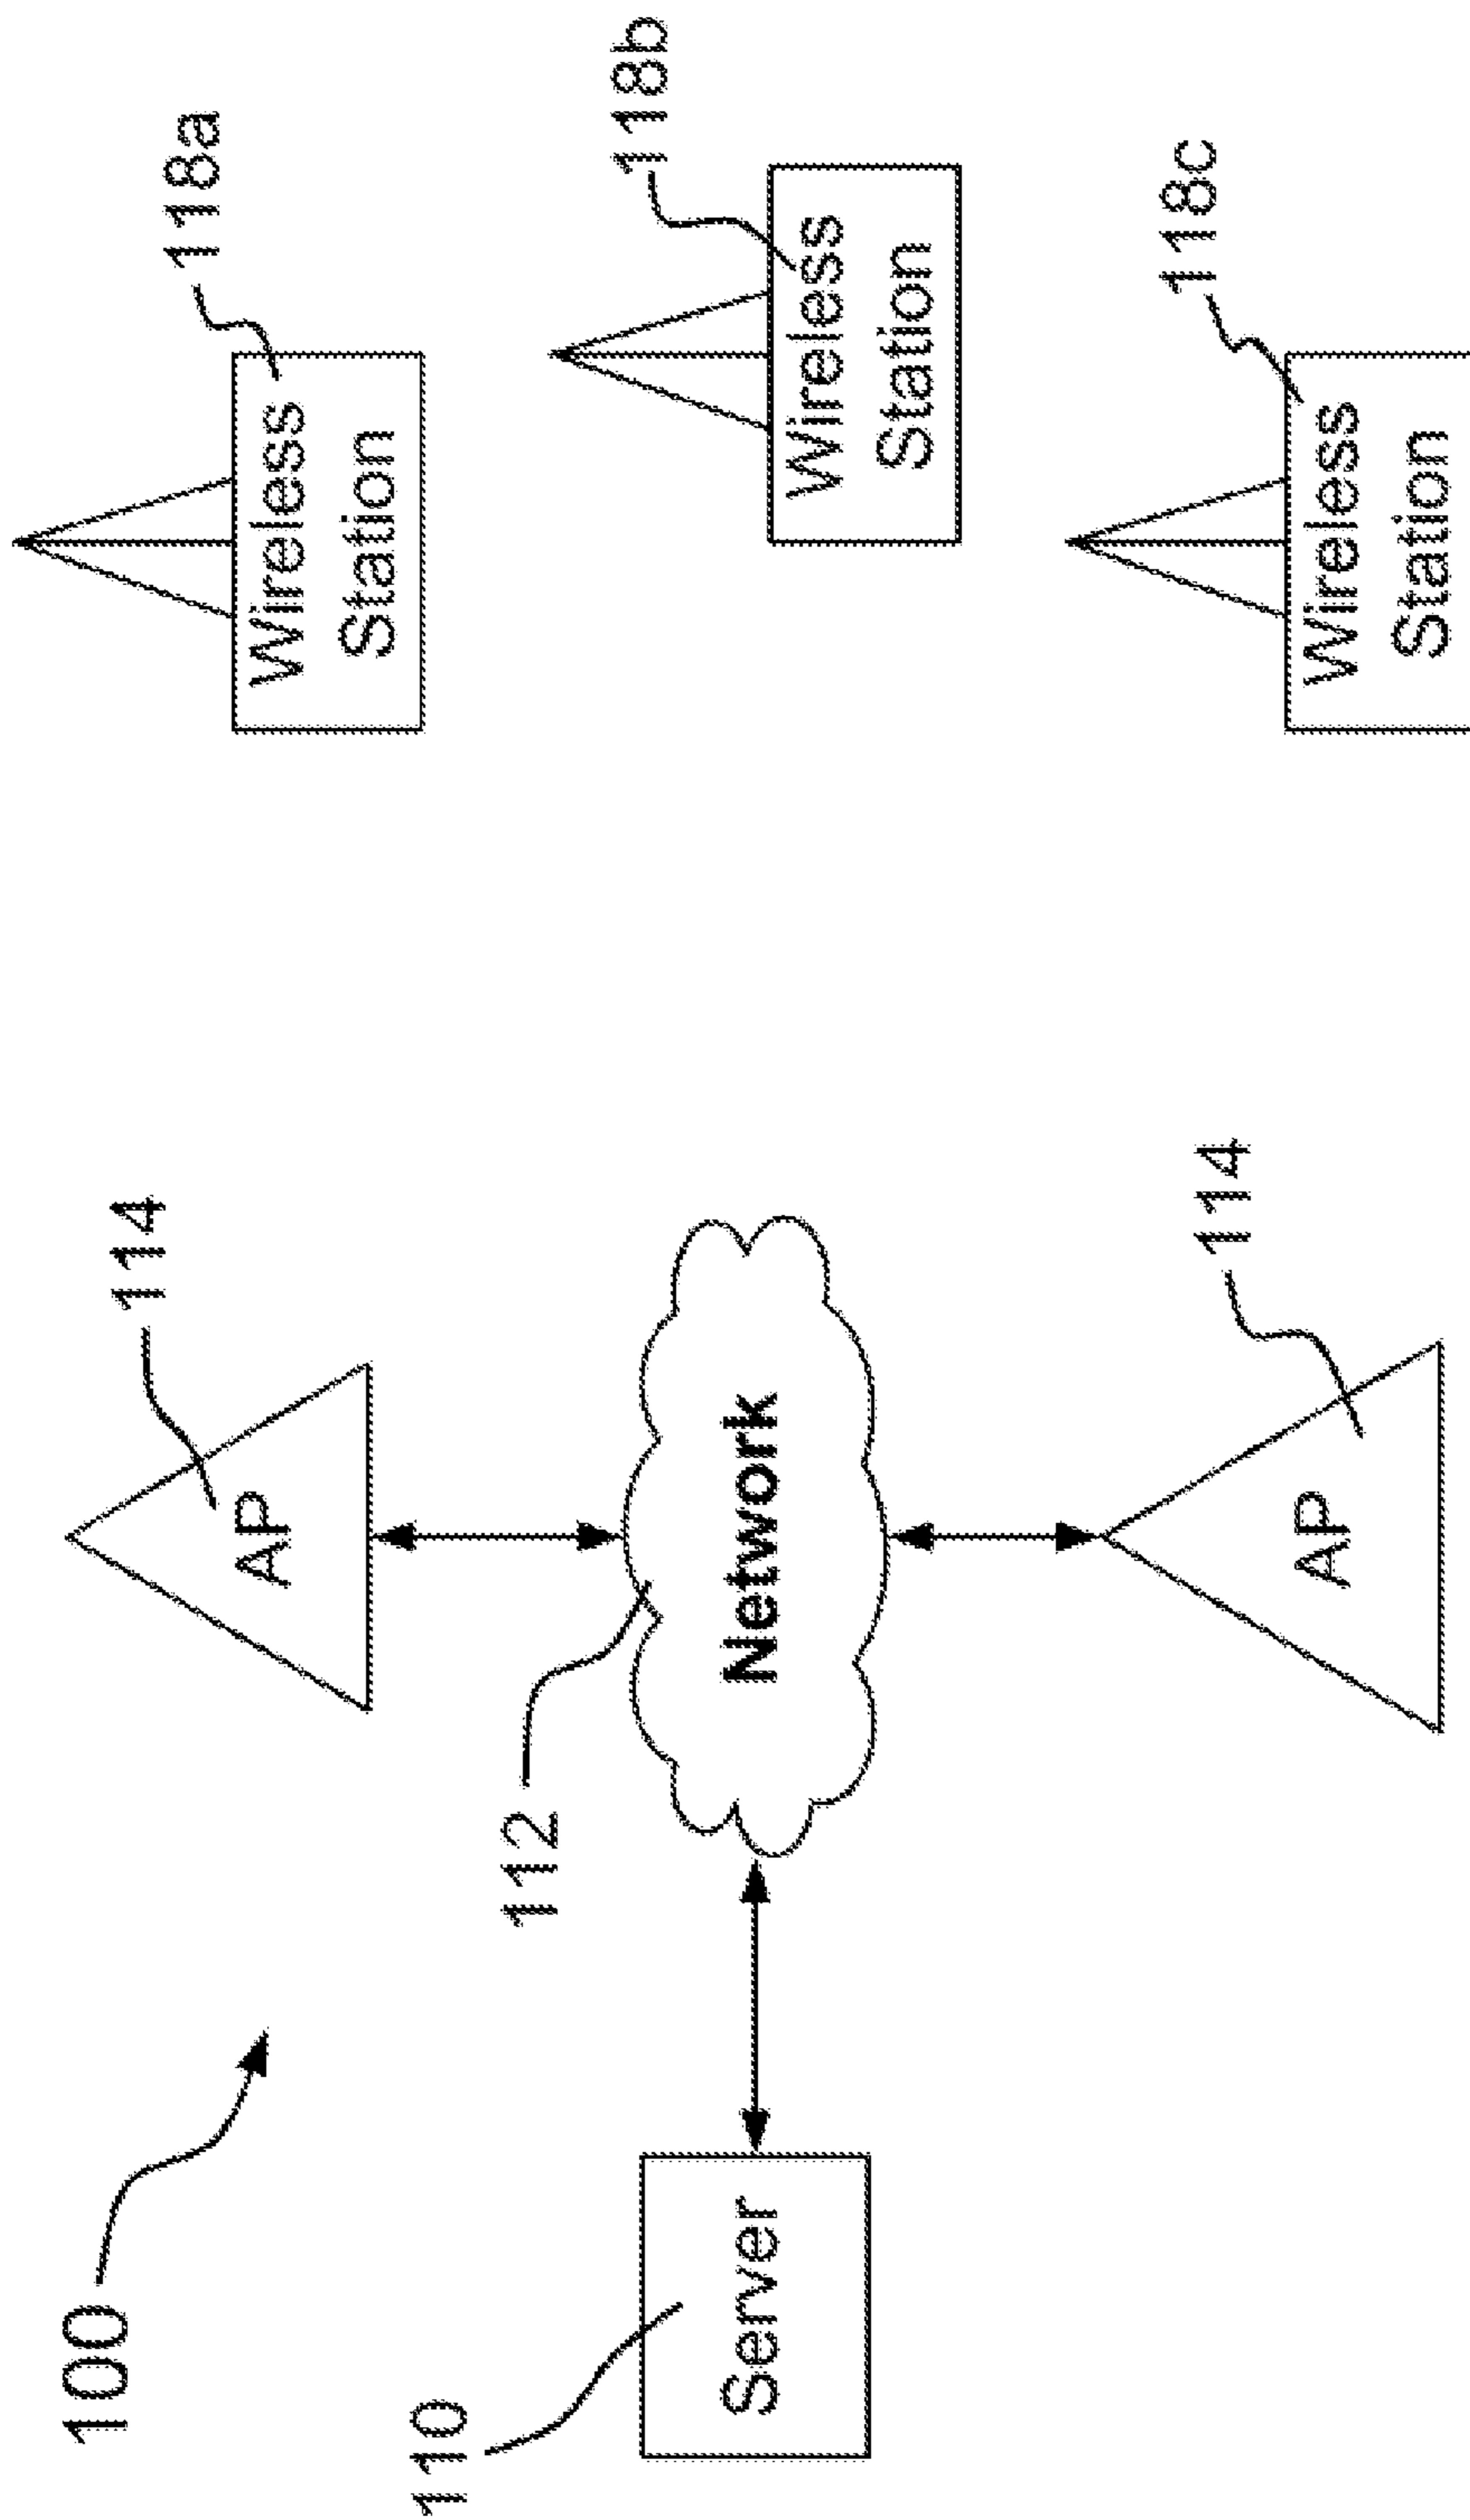 100
114
118a
AP
Wireless
Station
118b
112
110
Server
Network
Wireless
Station
118c
114
AP
Wireless
Station